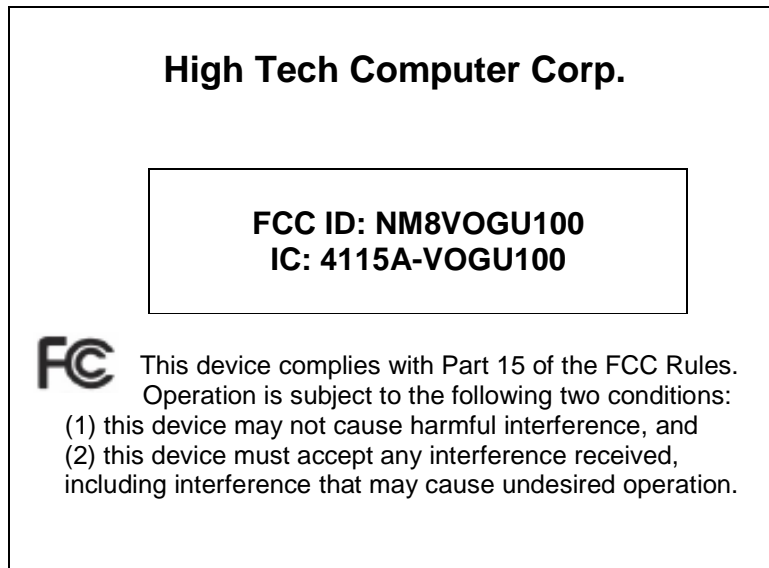 High Tech Computer Corp.
FCC ID: NM8VOGU100
IC: 4115A-VOGU100
FC This device complies with Part 15 of the FCC Rules.
Operation is subject to the following two conditions:
(1) this device may not cause harmful interference, and
(2) this device must accept any interference received,
including interference that may cause undesired operation.